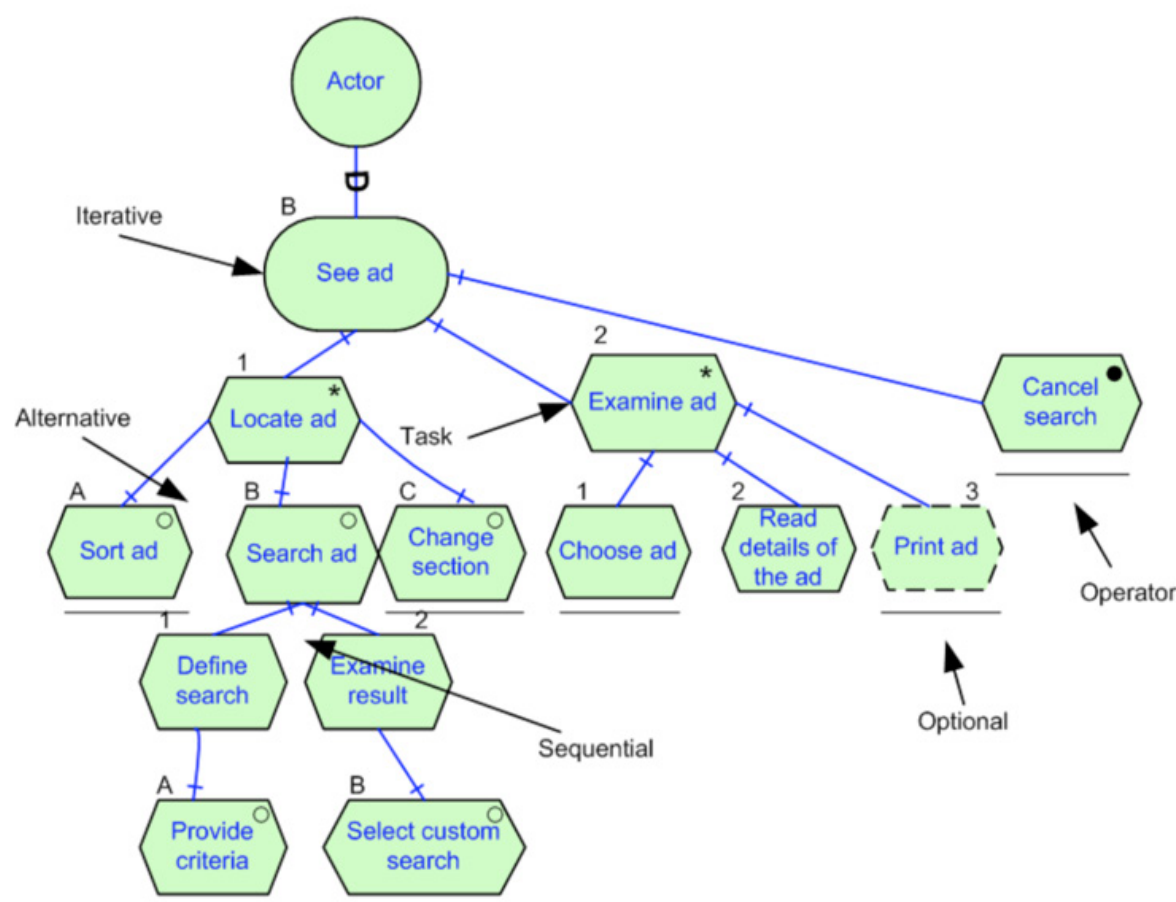 Actor
D
B
Iterative
See ad
1
2
Locate ad
*
Examine ad
*
Cancel
search
Alternative
Task
A
B
C
1
2
3
Sort ad
Search ad
Change
section
Choose ad
Read
details of
the ad
Print ad
Operator
1
2
Define
search
Examine
result
Optional
Sequential
A
B
Provide
criteria
Select custom
search